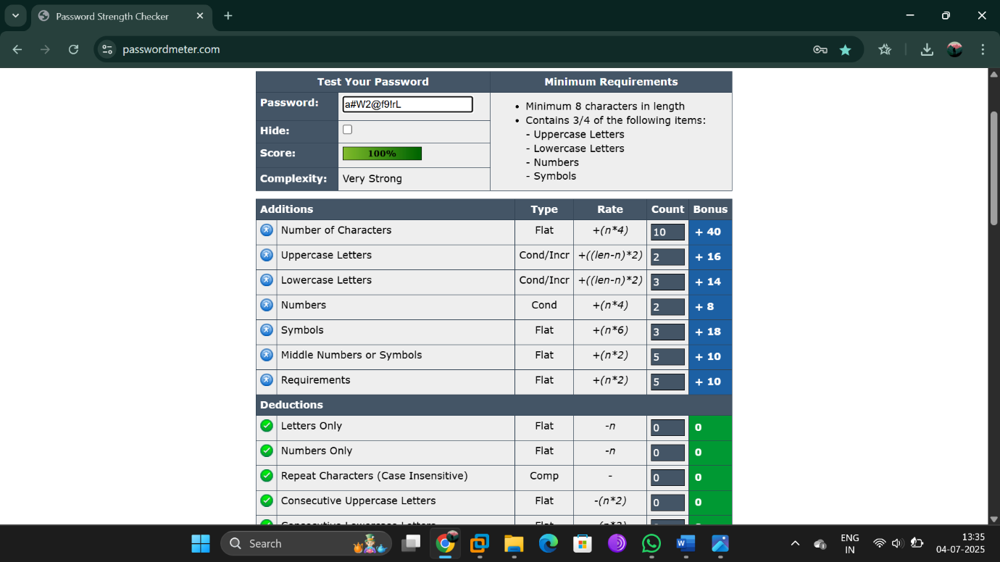 Password Strength Checker
passwordmeter.com
Test Your Password
Minimum Requirements
Password:
a#W2@f9!rL
Minimum 8 characters in length
Contains 3/4 of the following items:
- Uppercase Letters
- Lowercase Letters
- Numbers
- Symbols
Hide:
Score:
100%
Complexity:
Very Strong
Additions Type Rate Count Bonus
Number of Characters Flat +(n*4) 10 + 40
Uppercase Letters Cond/Incr +((len-n)*2) 2 + 16
Lowercase Letters Cond/Incr +((len-n)*2) 3 + 14
Numbers Cond +(n*4) 2 + 8
Symbols Flat +(n*6) 3 + 18
Middle Numbers or Symbols Flat +(n*2) 5 + 10
Requirements Flat +(n*2) 5 + 10
Deductions
Letters Only Flat -n 0 0
Numbers Only Flat -n 0 0
Repeat Characters (Case Insensitive) Comp - 0 0
Consecutive Uppercase Letters Flat -(n*2) 0 0
Consecutive Lowercase Letters Flat -(n*2)
Search
ENG
IN
13:35
04-07-2025